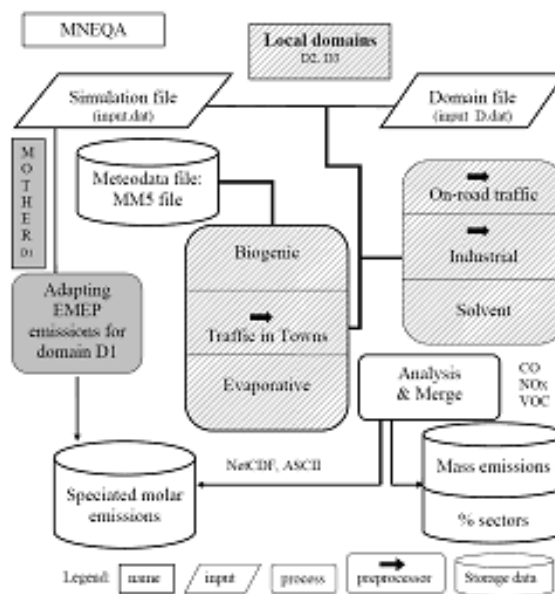 MNEQA
Local domains
D2, D3
Simulation file
(input.dat)
Domain file
(input_D.dat)
MOTHER
D1
Meteodata file:
MM5 file
On-road traffic
Industrial
Solvent
Biogenic
Traffic in Towns
Evaporative
Adapting
EMEP
emissions for
domain D1
Analysis
& Merge
CO
NOx
VOC
NetCDF, ASCII
Speciated molar
emissions
Mass emissions
% sectors
Legend: name input process preprocessor Storage data